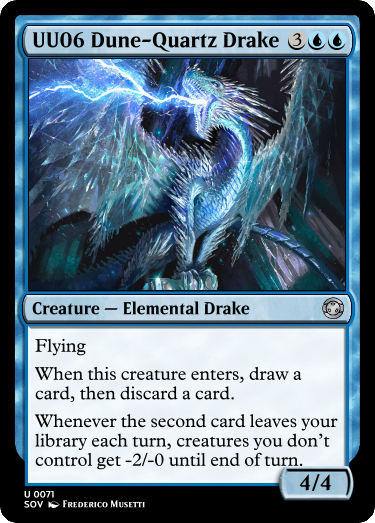 UU06 Dune-Quartz Drake 3
Creature — Elemental Drake
Flying
When this creature enters, draw a
card, then discard a card.
Whenever the second card leaves your
library each turn, creatures you don't
control get -2/-0 until end of turn.
4/4
U 0071
SOV Frederico Musetti